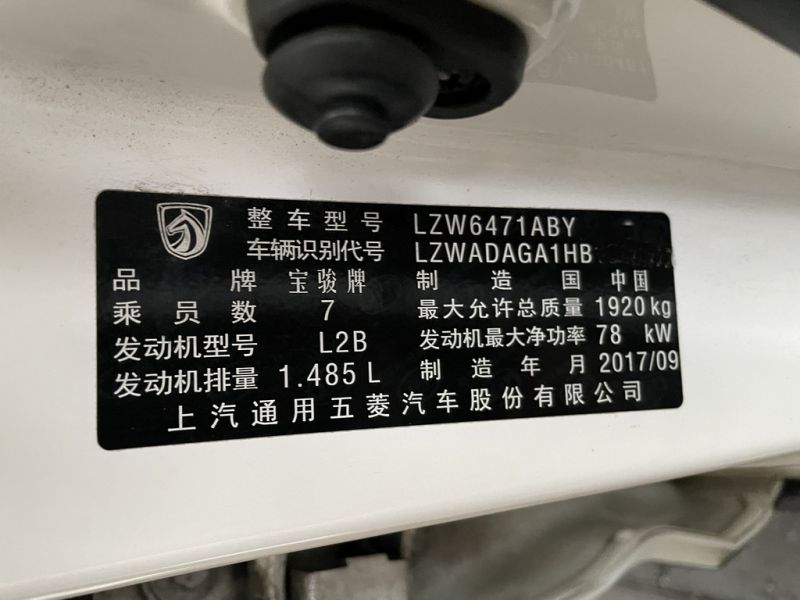 整车型号 LZW6471ABY
车辆识别代号 LZWADAGA1HB
品牌 宝骏牌 制造国 中国
乘员数 7 最大允许总质量 1920 kg
发动机型号 L2B 发动机最大净功率 78 kW
发动机排量 1.485 L 制造年月 2017/09
上汽通用五菱汽车股份有限公司